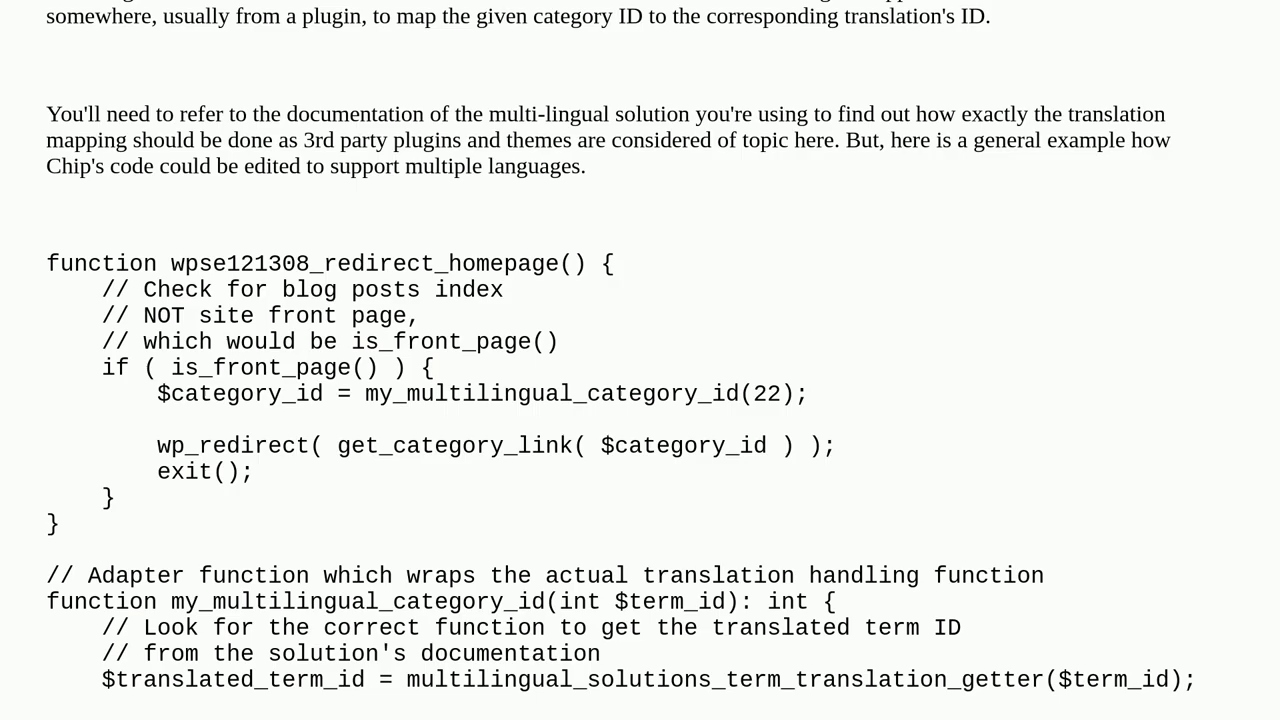 somewhere, usually from a plugin, to map the given category ID to the corresponding translation's ID.
You'll need to refer to the documentation of the multi-lingual solution you're using to find out how exactly the translation
mapping should be done as 3rd party plugins and themes are considered of topic here. But, here is a general example how
Chip's code could be edited to support multiple languages.
function wpse121308_redirect_homepage() {
    // Check for blog posts index
    // NOT site front page,
    // which would be is_front_page()
    if ( is_front_page() ) {
        $category_id = my_multilingual_category_id(22);
        wp_redirect( get_category_link( $category_id ) );
        exit();
    }
}
// Adapter function which wraps the actual translation handling function
function my_multilingual_category_id(int $term_id): int {
    // Look for the correct function to get the translated term ID
    // from the solution's documentation
    $translated_term_id = multilingual_solutions_term_translation_getter($term_id);